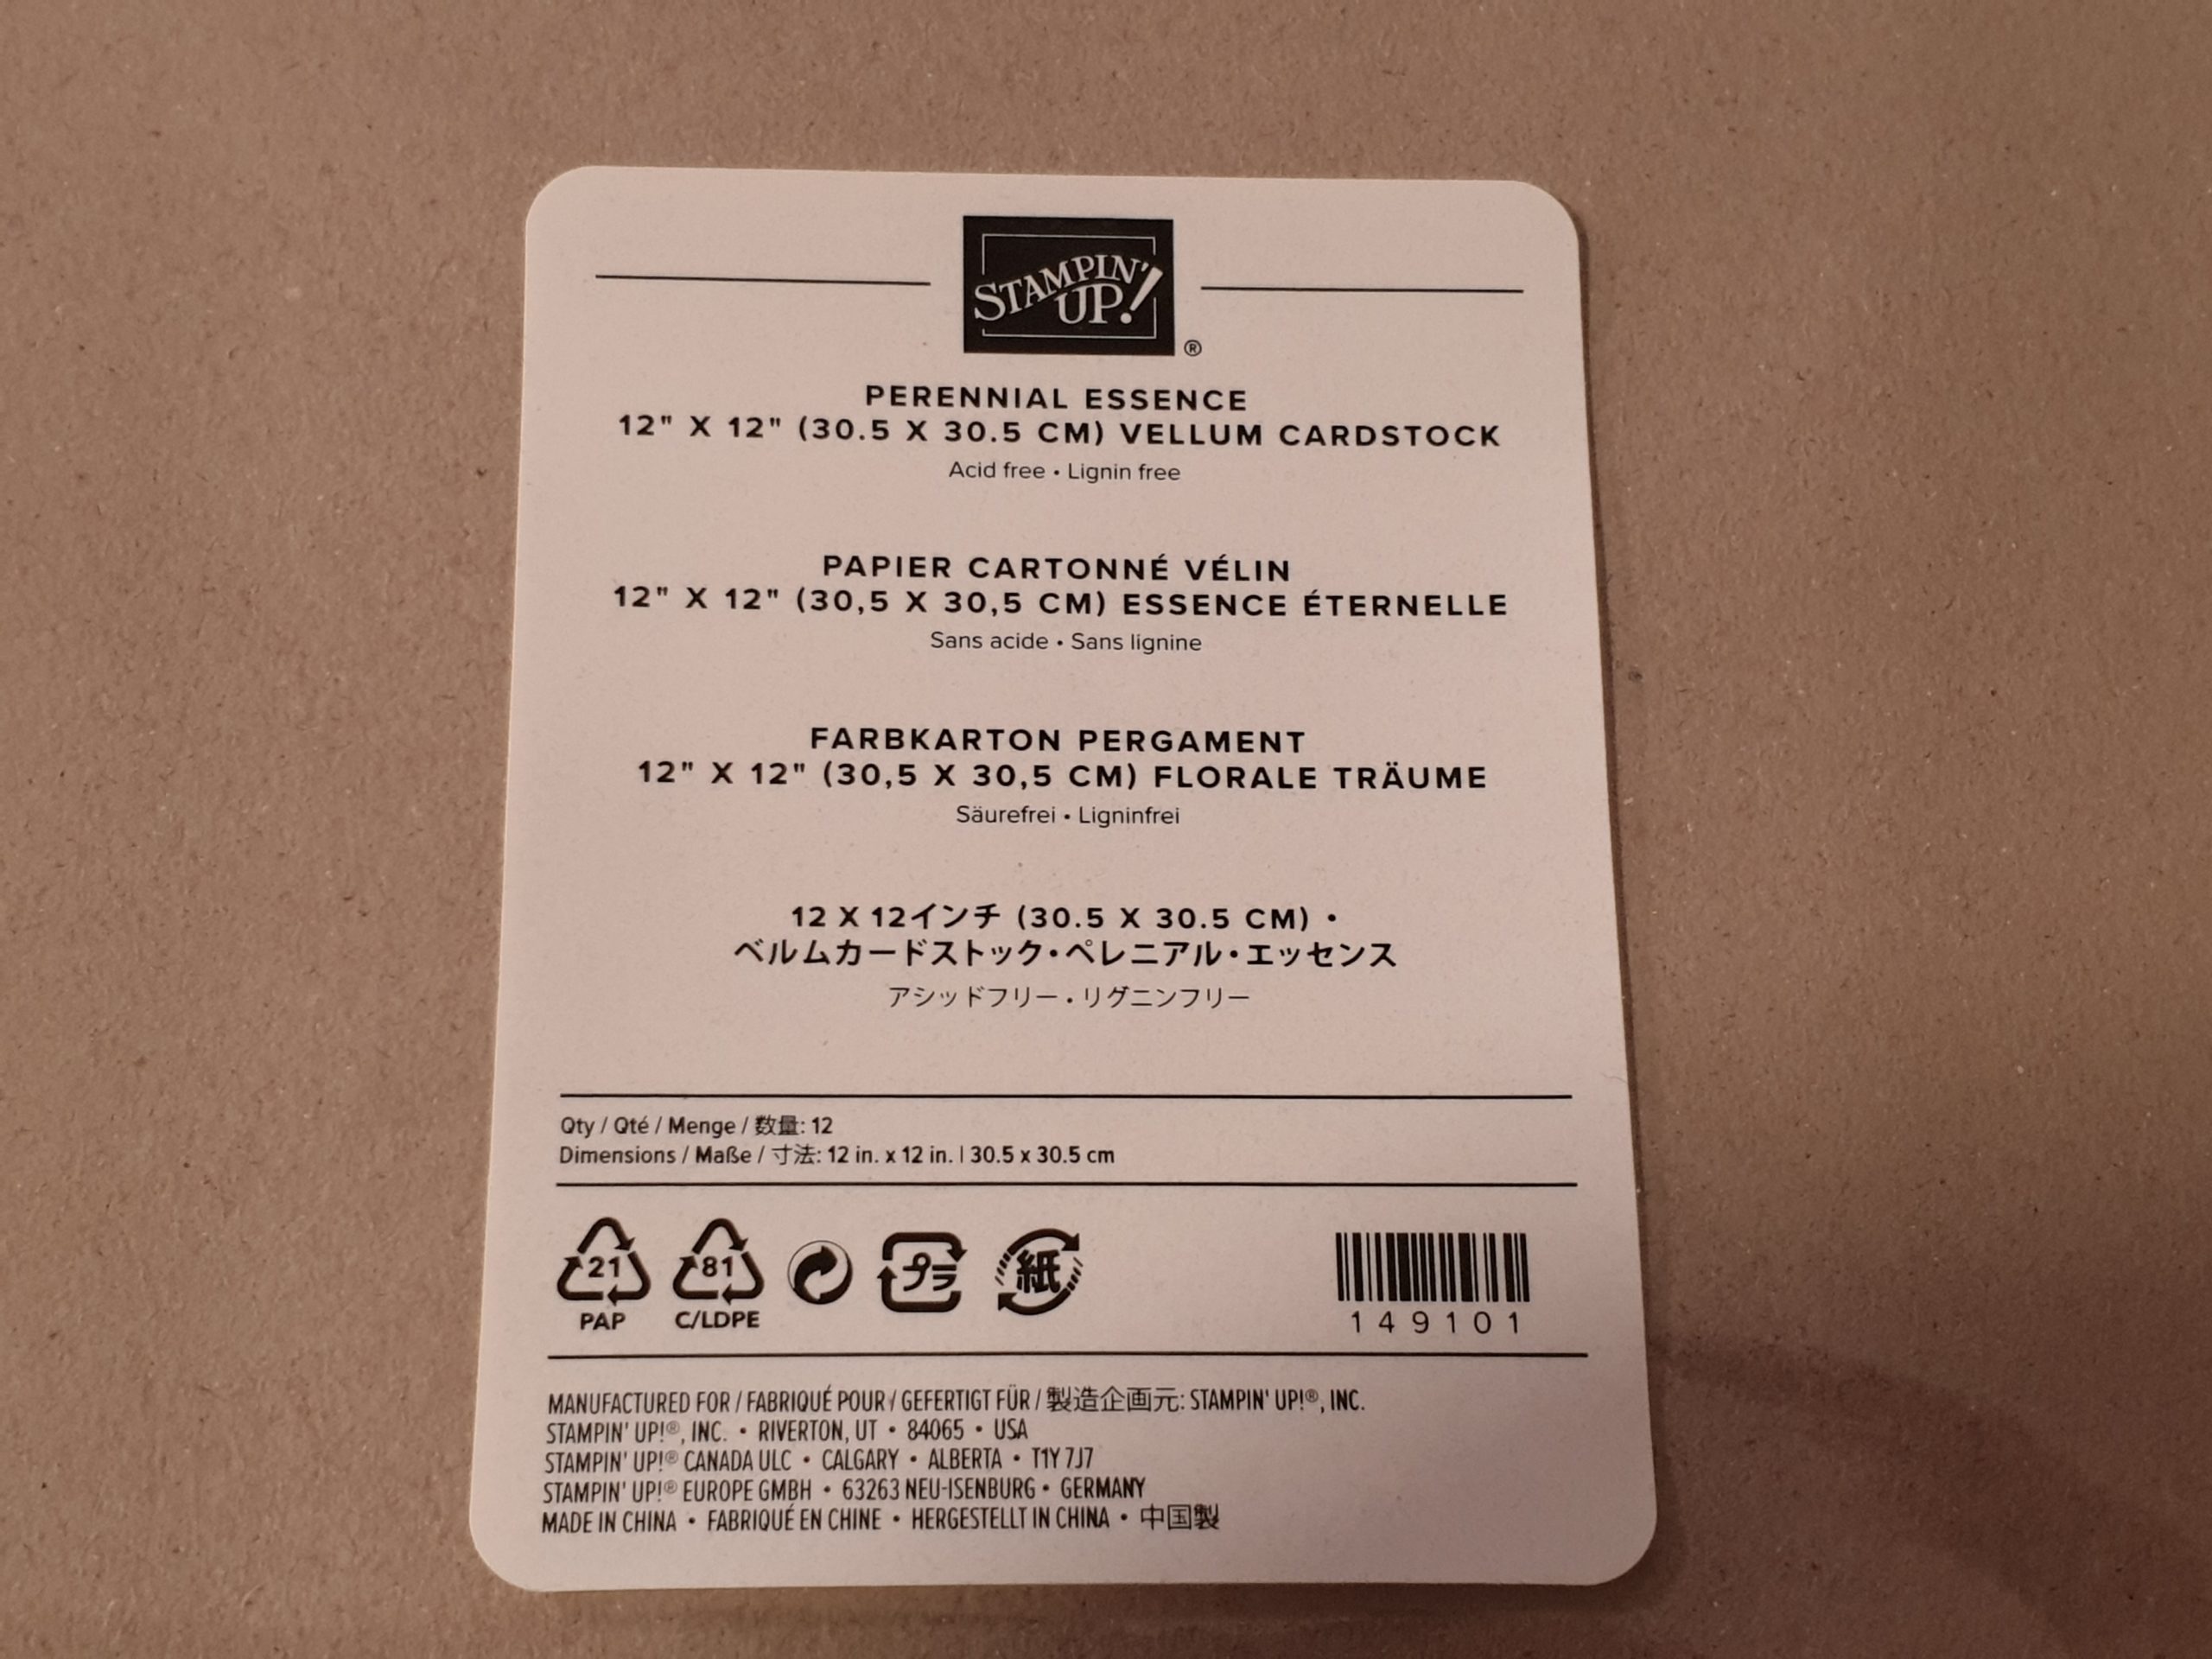 STAMPIN' UP! ®
PERENNIAL ESSENCE
12" X 12" (30.5 X 30.5 CM) VELLUM CARDSTOCK
Acid free • Lignin free
PAPIER CARTONNÉ VÉLIN
12" X 12" (30,5 X 30,5 CM) ESSENCE ÉTERNELLE
Sans acide • Sans lignine
FARBKARTON PERGAMENT
12" X 12" (30,5 X 30,5 CM) FLORALE TRÄUME
Säurefrei • Ligninfrei
12 X 12インチ (30.5 X 30.5 CM) •
ベルムカードストック・ペレニアル・エッセンス
アシッドフリー・リグニンフリー
Qty / Qté / Menge / 数量: 12
Dimensions / Maße / 寸法: 12 in. x 12 in. | 30.5 x 30.5 cm
21 81 プラ 紙
PAP C/LDPE
149101
MANUFACTURED FOR / FABRIQUÉ POUR / GEFERTIGT FÜR / 製造企画元: STAMPIN' UP!®, INC.
STAMPIN' UP!®, INC. • RIVERTON, UT • 84065 • USA
STAMPIN' UP!® CANADA ULC • CALGARY • ALBERTA • T1Y 7J7
STAMPIN' UP!® EUROPE GMBH • 63263 NEU-ISENBURG • GERMANY
MADE IN CHINA • FABRIQUÉ EN CHINE • HERGESTELLT IN CHINA • 中国製